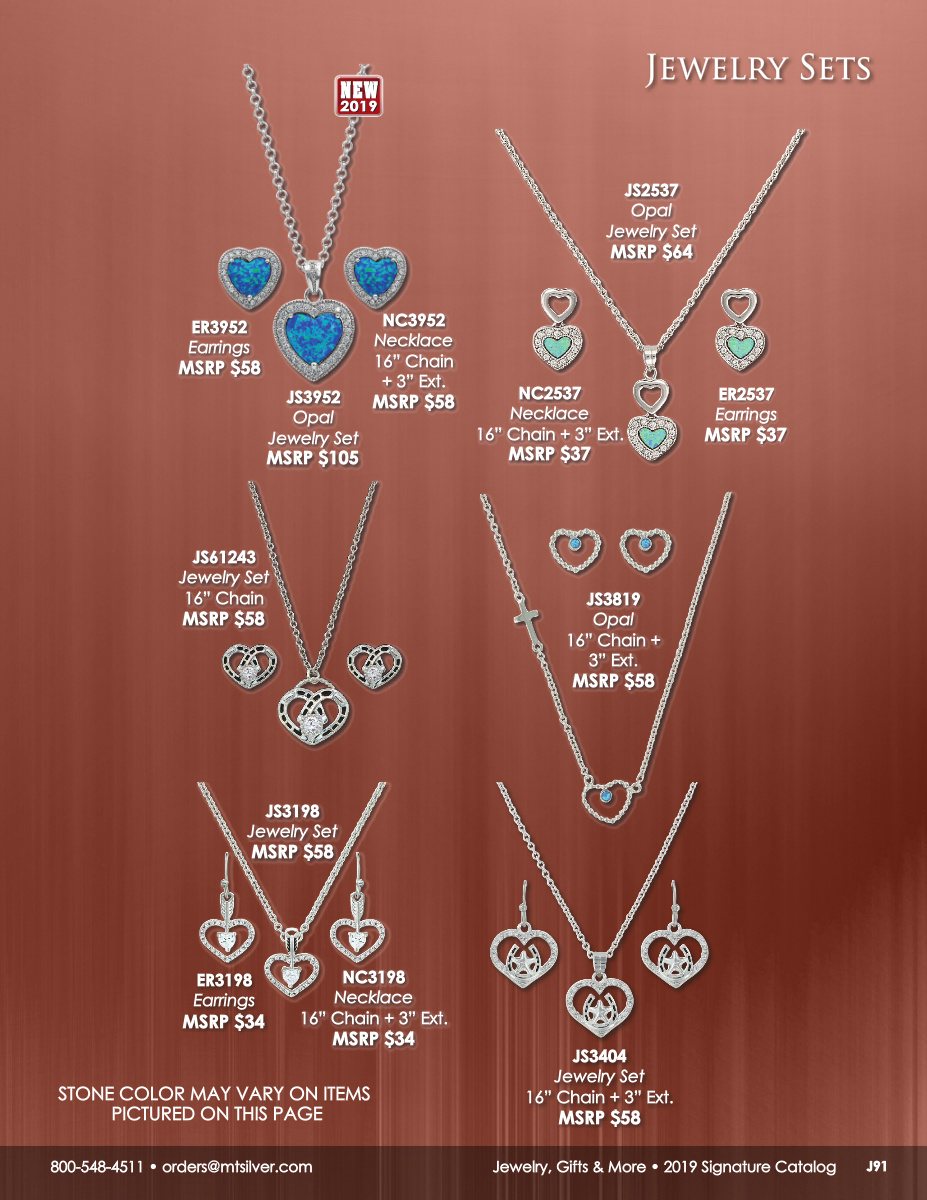 Jewelry Sets
NEW
2019
ER3952
Earrings
MSRP $58
JS3952
Opal
Jewelry Set
MSRP $105
NC3952
Necklace
16” Chain
+ 3” Ext.
MSRP $58
JS2537
Opal
Jewelry Set
MSRP $64
NC2537
Necklace
16” Chain + 3” Ext.
MSRP $37
ER2537
Earrings
MSRP $37
JS61243
Jewelry Set
16” Chain
MSRP $58
JS3819
Opal
16” Chain +
3” Ext.
MSRP $58
JS3198
Jewelry Set
MSRP $58
ER3198
Earrings
MSRP $34
NC3198
Necklace
16” Chain + 3” Ext.
MSRP $34
JS3404
Jewelry Set
16” Chain + 3” Ext.
MSRP $58
STONE COLOR MAY VARY ON ITEMS
PICTURED ON THIS PAGE
800-548-4511 • orders@mtsilver.com
Jewelry, Gifts & More • 2019 Signature Catalog J91